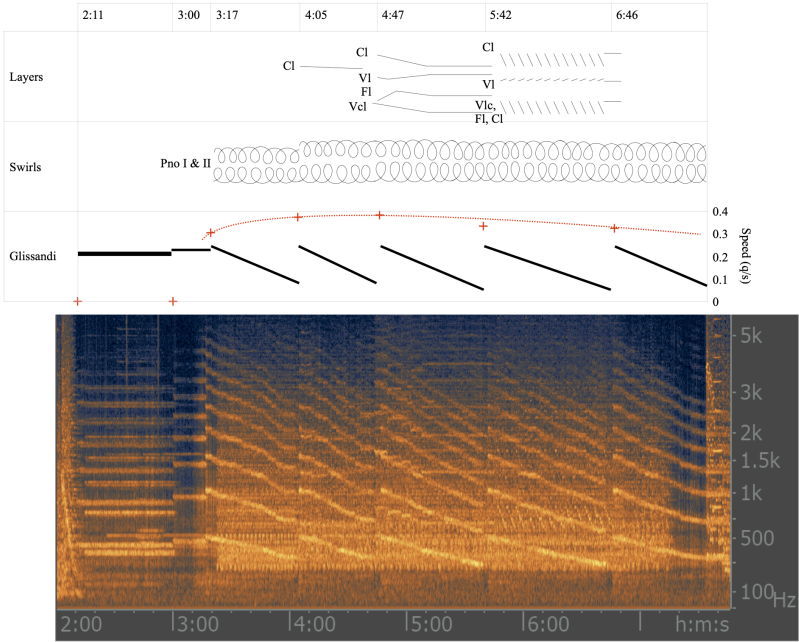 2:11 3:00 3:17 4:05 4:47 5:42 6:46
Layers
Cl
Cl
Vl
Fl
Vcl
Cl
Vl
Vlc,
Fl, Cl
Swirls
Pno I & II
Glissandi
0.4
0.3
0.2
0.1
0
Speed (q/s)
5k
3k
2k
1.5k
1k
500
100 Hz
2:00 3:00 4:00 5:00 6:00 h:m:s